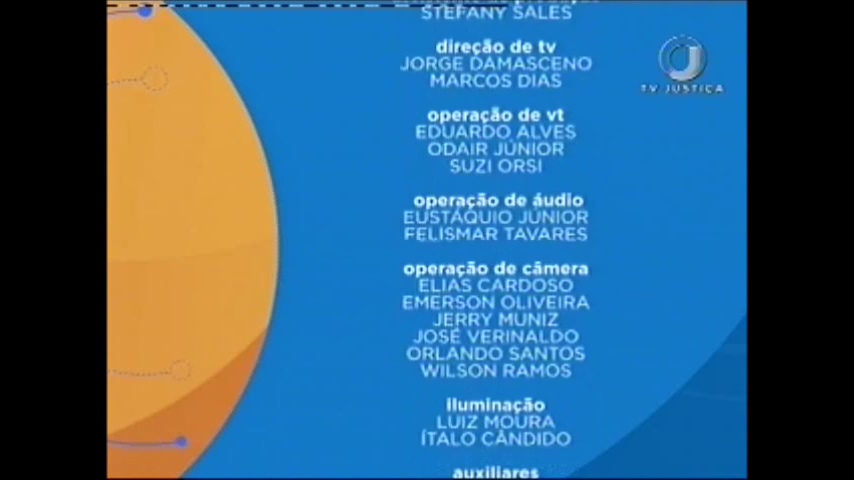 STEFANY SALES
direção de tv
JORGE DAMASCENO
MARCOS DIAS
TV JUSTIÇA
operação de vt
EDUARDO ALVES
ODAIR JÚNIOR
SUZI ORSI
operação de áudio
EUSTÁQUIO JÚNIOR
FELISMAR TAVARES
operação de câmera
ELIAS CARDOSO
EMERSON OLIVEIRA
JERRY MUNIZ
JOSÉ VERINALDO
ORLANDO SANTOS
WILSON RAMOS
iluminação
LUIZ MOURA
ÍTALO CÂNDIDO
auxiliares